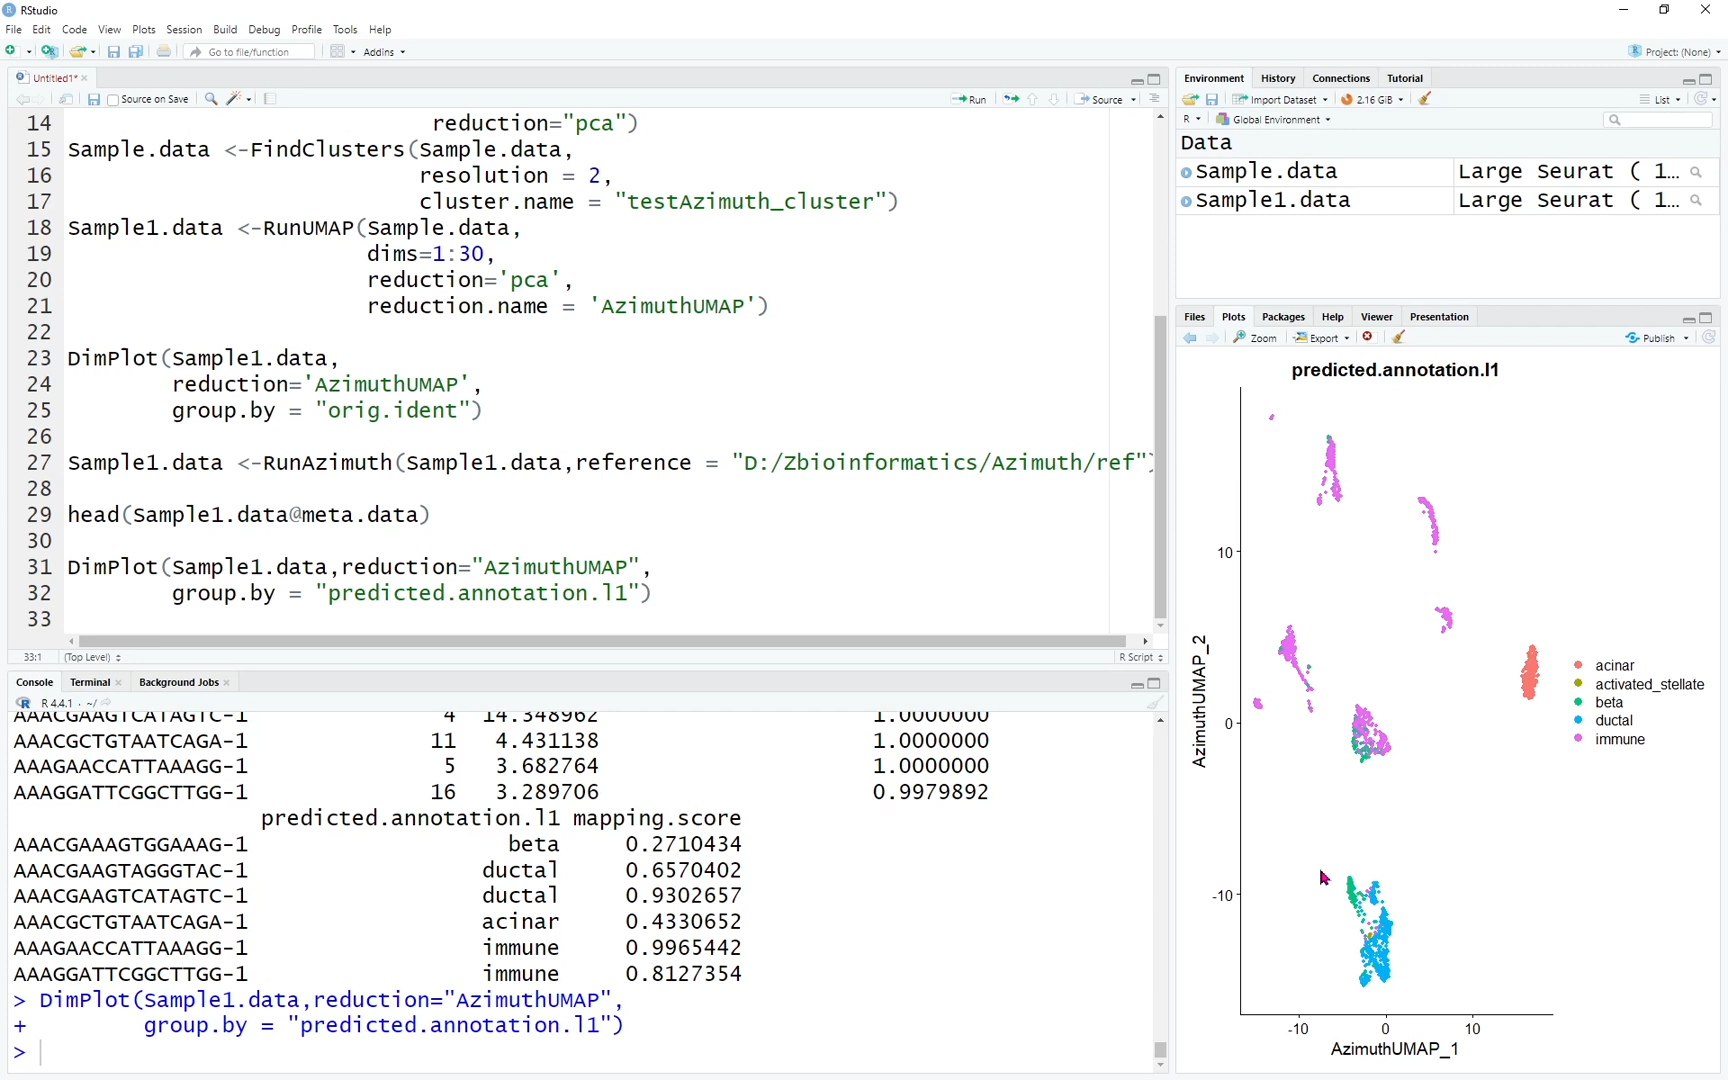 RStudio
File Edit Code View Plots Session Build Debug Profile Tools Help
Go to file/function Addins
Project: (None)
Untitled1*
Source on Save Run Source
14 reduction="pca")
15 Sample.data <-FindClusters(Sample.data,
16 resolution = 2,
17 cluster.name = "testAzimuth_cluster")
18 Sample1.data <-RunUMAP(Sample.data,
19 dims=1:30,
20 reduction='pca',
21 reduction.name = 'AzimuthUMAP')
22
23 DimPlot(Sample1.data,
24 reduction='AzimuthUMAP',
25 group.by = "orig.ident")
26
27 Sample1.data <-RunAzimuth(Sample1.data,reference = "D:/Zbioinformatics/Azimuth/ref")
28
29 head(Sample1.data@meta.data)
30
31 DimPlot(Sample1.data,reduction="AzimuthUMAP",
32 group.by = "predicted.annotation.l1")
33
33:1 (Top Level) R Script
Console Terminal Background Jobs
R 4.4.1 · ~/
AAACGAAGTCATAGTC-1 4 14.348962 1.0000000
AAACGCTGTAATCAGA-1 11 4.431138 1.0000000
AAAGAACCATTAAAGG-1 5 3.682764 1.0000000
AAAGGATTCGGCTTGG-1 16 3.289706 0.9979892
predicted.annotation.l1 mapping.score
AAACGAAAGTGGAAAG-1 beta 0.2710434
AAACGAAGTAGGGTAC-1 ductal 0.6570402
AAACGAAGTCATAGTC-1 ductal 0.9302657
AAACGCTGTAATCAGA-1 acinar 0.4330652
AAAGAACCATTAAAGG-1 immune 0.9965442
AAAGGATTCGGCTTGG-1 immune 0.8127354
> DimPlot(Sample1.data,reduction="AzimuthUMAP",
+ group.by = "predicted.annotation.l1")
>
Environment History Connections Tutorial
Import Dataset 2.16 GiB List
R Global Environment
Data
Sample.data Large Seurat ( 1...
Sample1.data Large Seurat ( 1...
Files Plots Packages Help Viewer Presentation
Zoom Export Publish
predicted.annotation.l1
10
0
-10
AzimuthUMAP_2
acinar
activated_stellate
beta
ductal
immune
-10 0 10
AzimuthUMAP_1